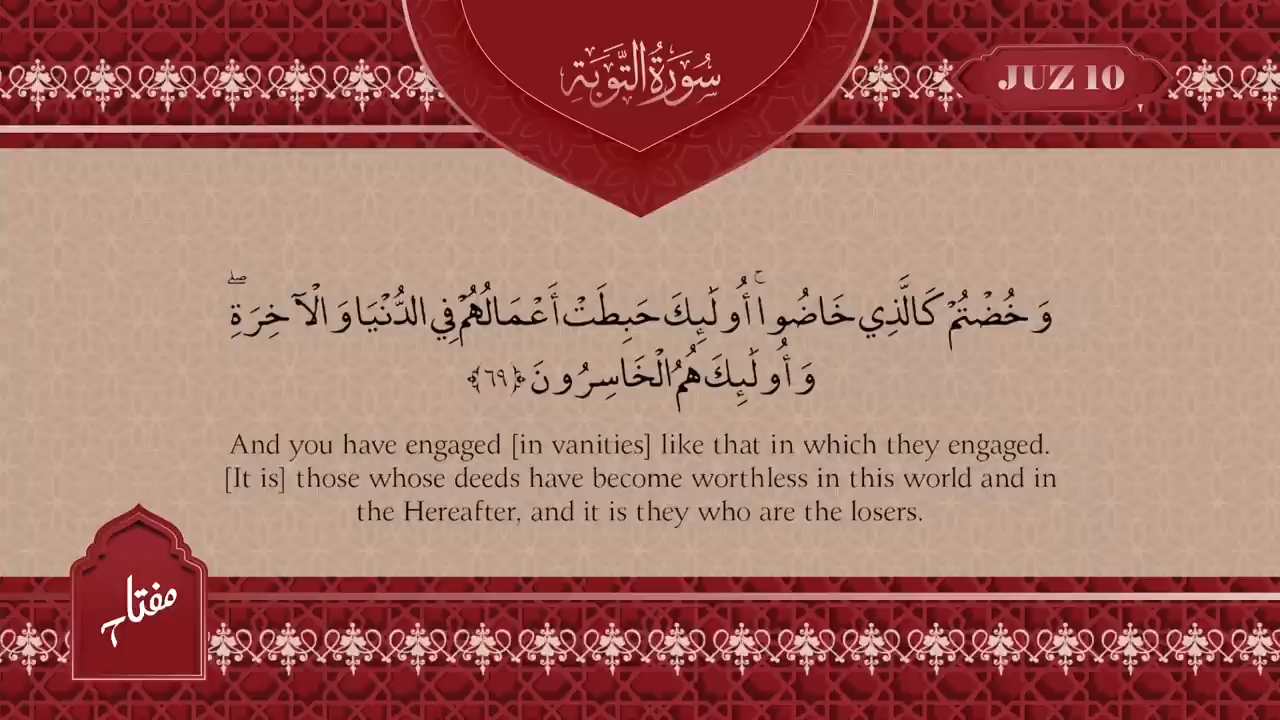 سُورَةُ التَّوْبَةِ
JUZ 10
وَخُضْتُمْ كَالَّذِي خَاضُوا ۚ أُولَٰئِكَ حَبِطَتْ أَعْمَالُهُمْ فِي الدُّنْيَا وَالْآخِرَةِ ۖ
وَأُولَٰئِكَ هُمُ الْخَاسِرُونَ ﴿٦٩﴾
And you have engaged [in vanities] like that in which they engaged.
[It is] those whose deeds have become worthless in this world and in
the Hereafter, and it is they who are the losers.
مفتاح